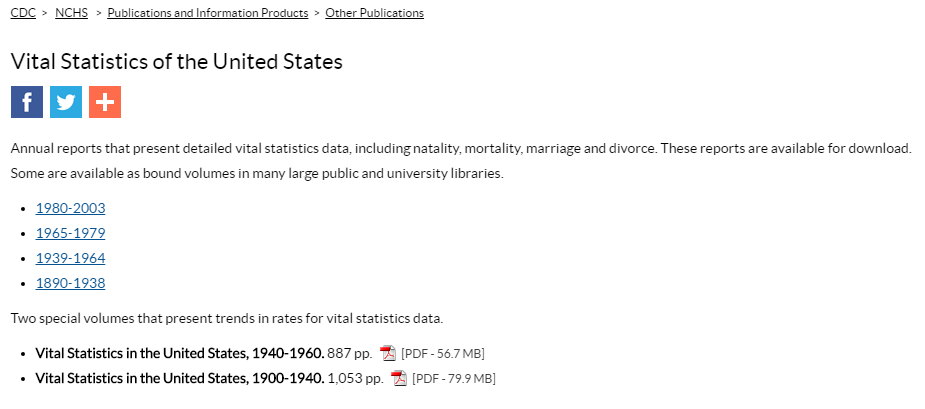 CDC > NCHS > Publications and Information Products > Other Publications
Vital Statistics of the United States
Annual reports that present detailed vital statistics data, including natality, mortality, marriage and divorce. These reports are available for download.
Some are available as bound volumes in many large public and university libraries.
• 1980-2003
• 1965-1979
• 1939-1964
• 1890-1938
Two special volumes that present trends in rates for vital statistics data.
• Vital Statistics in the United States, 1940-1960. 887 pp. [PDF - 56.7 MB]
• Vital Statistics in the United States, 1900-1940. 1,053 pp. [PDF - 79.9 MB]